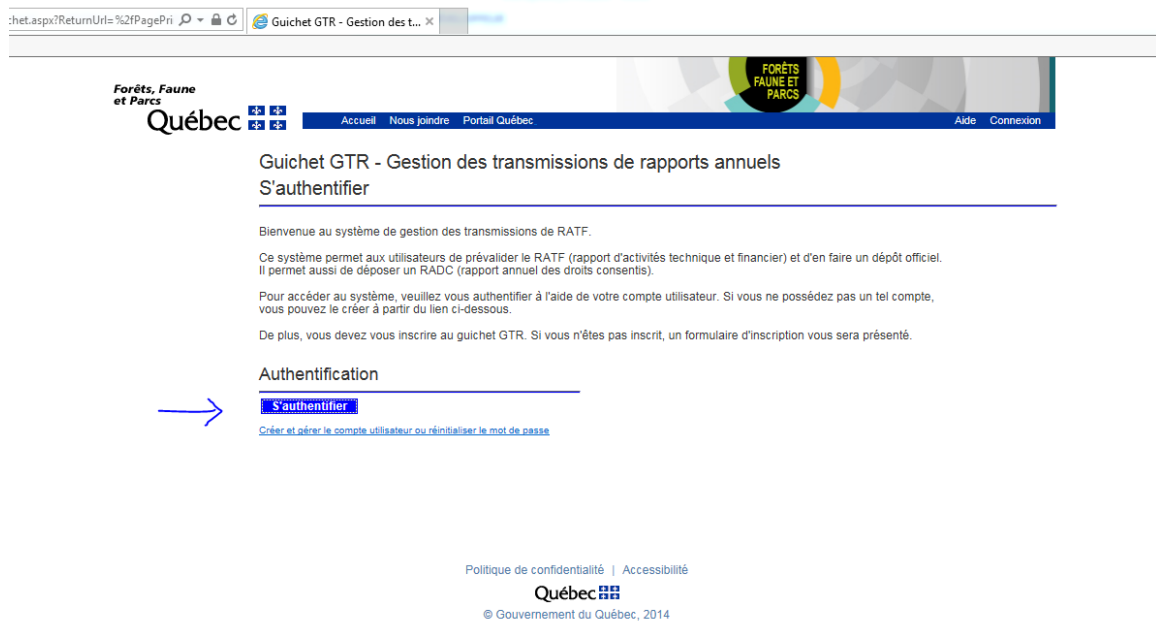 chet.aspx?ReturnUrl=%2fPagePri
Guichet GTR - Gestion des t...
FORÊTS
FAUNE ET
PARCS
Forêts, Faune
et Parcs
Québec
Accueil Nous joindre Portail Québec
Aide Connexion
Guichet GTR - Gestion des transmissions de rapports annuels
S'authentifier
Bienvenue au système de gestion des transmissions de RATF.
Ce système permet aux utilisateurs de prévalider le RATF (rapport d'activités technique et financier) et d'en faire un dépôt officiel.
Il permet aussi de déposer un RADC (rapport annuel des droits consentis).
Pour accéder au système, veuillez vous authentifier à l'aide de votre compte utilisateur. Si vous ne possédez pas un tel compte,
vous pouvez le créer à partir du lien ci-dessous.
De plus, vous devez vous inscrire au guichet GTR. Si vous n'êtes pas inscrit, un formulaire d'inscription vous sera présenté.
Authentification
S'authentifier
Créer et gérer le compte utilisateur ou réinitialiser le mot de passe
Politique de confidentialité | Accessibilité
Québec
© Gouvernement du Québec, 2014